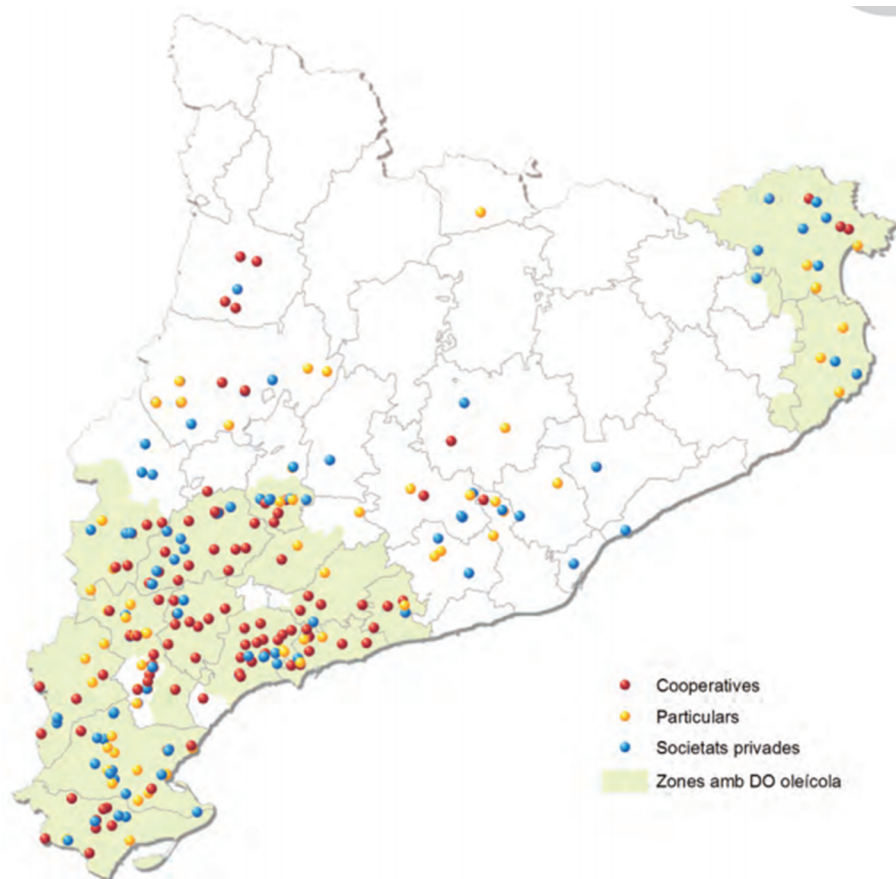 Cooperatives
Particulars
Societats privades
Zones amb DO oleícola